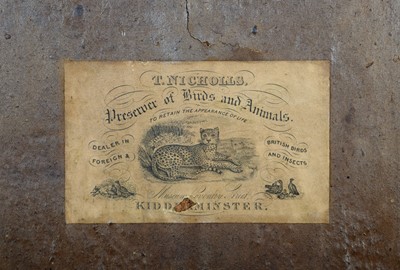 T. NICHOLLS.
Preserver of Birds and Animals.
TO RETAIN THE APPEARANCE OF LIFE
DEALER IN
FOREIGN &
BRITISH BIRDS
AND INSECTS
KIDDERMINSTER.